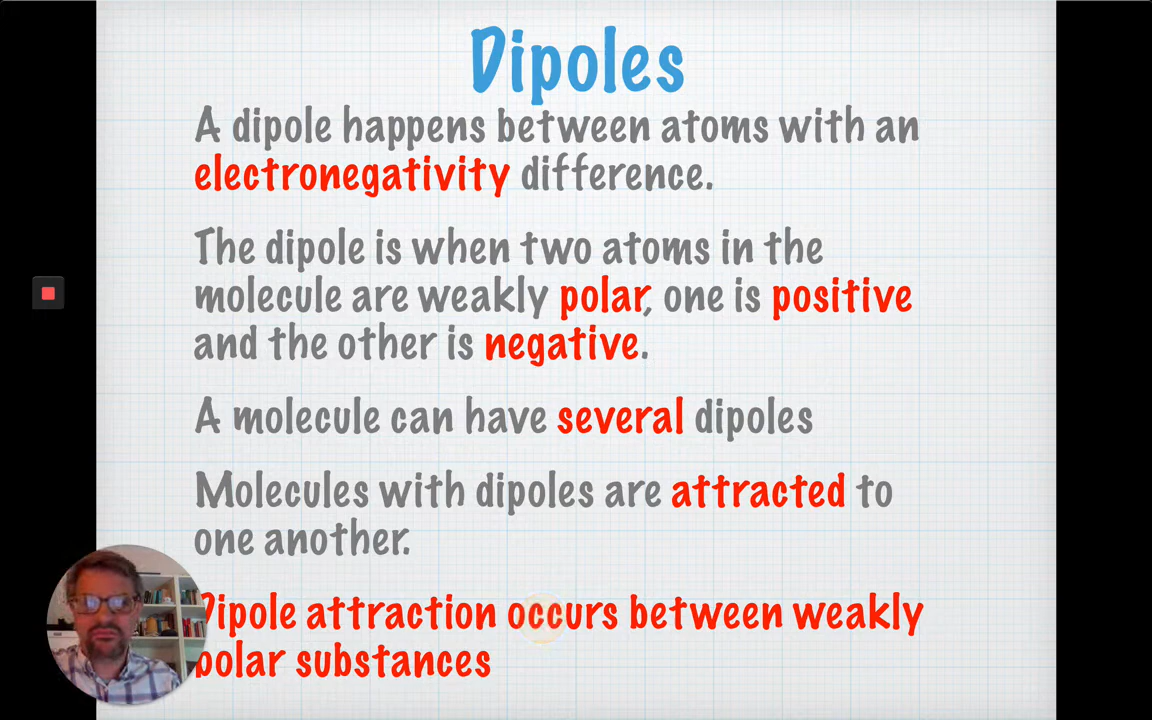 Dipoles
A dipole happens between atoms with an
electronegativity difference.
The dipole is when two atoms in the
molecule are weakly polar, one is positive
and the other is negative.
A molecule can have several dipoles
Molecules with dipoles are attracted to
one another.
Dipole attraction occurs between weakly
polar substances